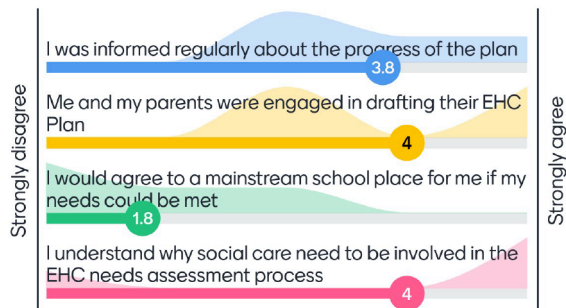 Strongly disagree
I was informed regularly about the progress of the plan
3.8
Me and my parents were engaged in drafting their EHC
Plan
4
I would agree to a mainstream school place for me if my
needs could be met
1.8
I understand why social care need to be involved in the
EHC needs assessment process
4
Strongly agree